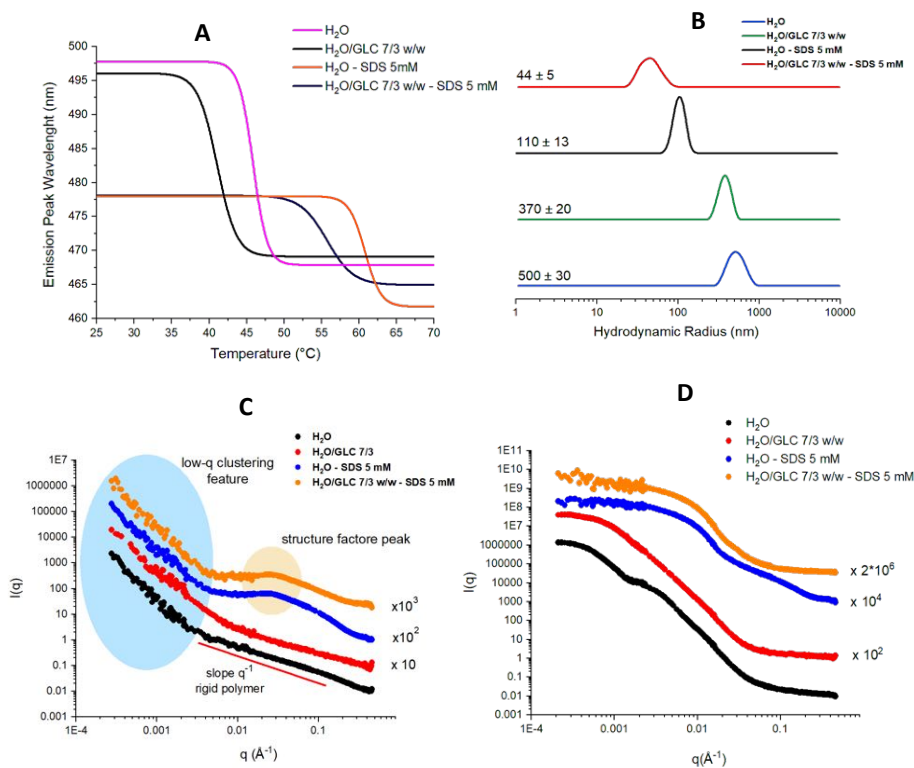 A
H₂O
H₂O/GLC 7/3 w/w
H₂O - SDS 5mM
H₂O/GLC 7/3 w/w - SDS 5 mM
Emission Peak Wavelenght (nm)
500
495
490
485
480
475
470
465
460
25 30 35 40 45 50 55 60 65 70
Temperature (°C)
B
H₂O
H₂O/GLC 7/3 w/w
H₂O - SDS 5 mM
H₂O/GLC 7/3 w/w - SDS 5 mM
44 ± 5
110 ± 13
370 ± 20
500 ± 30
1 10 100 1000 10000
Hydrodynamic Radius (nm)
C
H₂O
H₂O/GLC 7/3
H₂O - SDS 5 mM
H₂O/GLC 7/3 w/w - SDS 5 mM
low-q clustering
feature
structure factore peak
x10³
x10²
x 10
slope q⁻¹
rigid polymer
I(q)
1E7
1000000
100000
10000
1000
100
10
1
0.1
0.01
0.001
1E-4 0.001 0.01 0.1
q (Å⁻¹)
D
H₂O
H₂O/GLC 7/3 w/w
H₂O - SDS 5 mM
H₂O/GLC 7/3 w/w - SDS 5 mM
x 2*10⁶
x 10⁴
x 10²
I(q)
1E11
1E10
1E9
1E8
1E7
1000000
100000
10000
1000
100
10
1
0.1
0.01
0.001
1E-4 0.001 0.01 0.1
q(Å⁻¹)